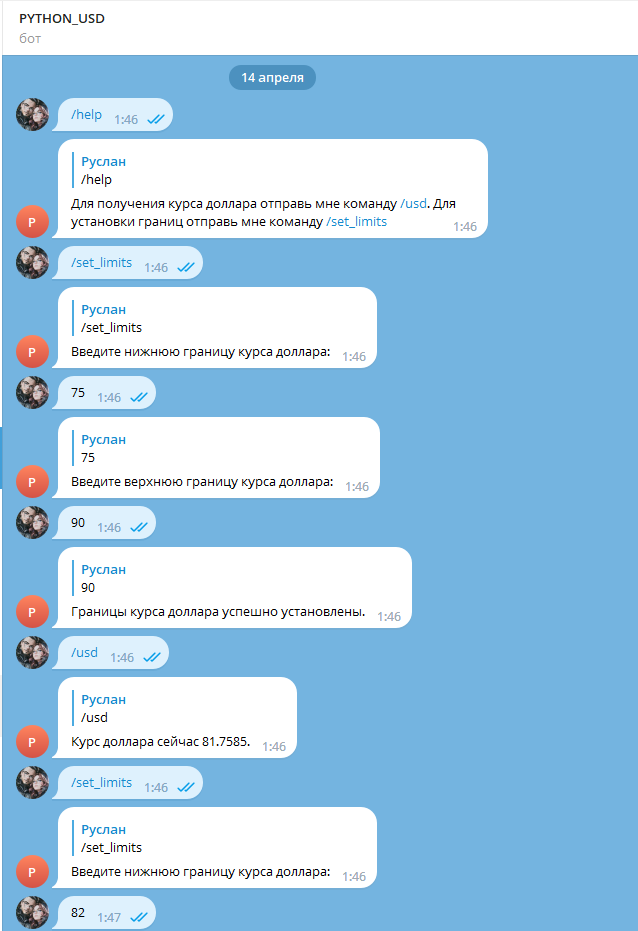 PYTHON_USD
бот
14 апреля
/help 1:46
Руслан
/help
Для получения курса доллара отправь мне команду /usd. Для
установки границ отправь мне команду /set_limits
1:46
P
/set_limits 1:46
Руслан
/set_limits
Введите нижнюю границу курса доллара: 1:46
P
75 1:46
Руслан
75
Введите верхнюю границу курса доллара: 1:46
P
90 1:46
Руслан
90
Границы курса доллара успешно установлены. 1:46
P
/usd 1:46
Руслан
/usd
Курс доллара сейчас 81.7585. 1:46
P
/set_limits 1:46
Руслан
/set_limits
Введите нижнюю границу курса доллара: 1:46
P
82 1:47